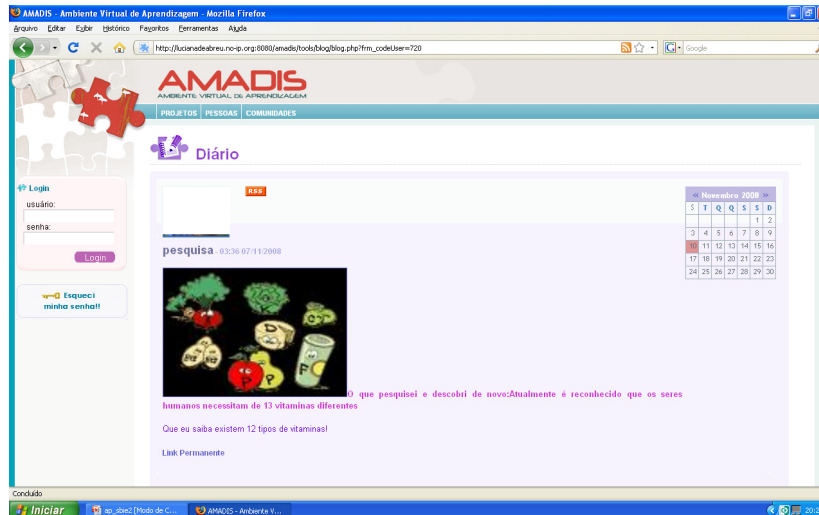 AMADIS - Ambiente Virtual de Aprendizagem - Mozilla Firefox
Arquivo Editar Exibir Histórico Favoritos Ferramentas Ajuda
http://lucianadeabreu.no-ip.org:8080/amadis/tools/blog/blog.php?frm_codeUser=720
Google
AMADIS
AMBIENTE VIRTUAL DE APRENDIZAGEM
PROJETOS PESSOAS COMUNIDADES
Diário
Login
usuário:
senha:
Login
Esqueci
minha senha!!
RSS
« Novembro 2008 »
S T Q Q S S D
1 2
3 4 5 6 7 8 9
10 11 12 13 14 15 16
17 18 19 20 21 22 23
24 25 26 27 28 29 30
pesquisa - 03:36 07/11/2008
O que pesquisei e descobri de novo:Atualmente é reconhecido que os seres
humanos necessitam de 13 vitaminas diferentes
Que eu saiba existem 12 tipos de vitaminas!
Link Permanente
Concluído
Iniciar
ap_sbie2 [Modo de C...
AMADIS - Ambiente V...